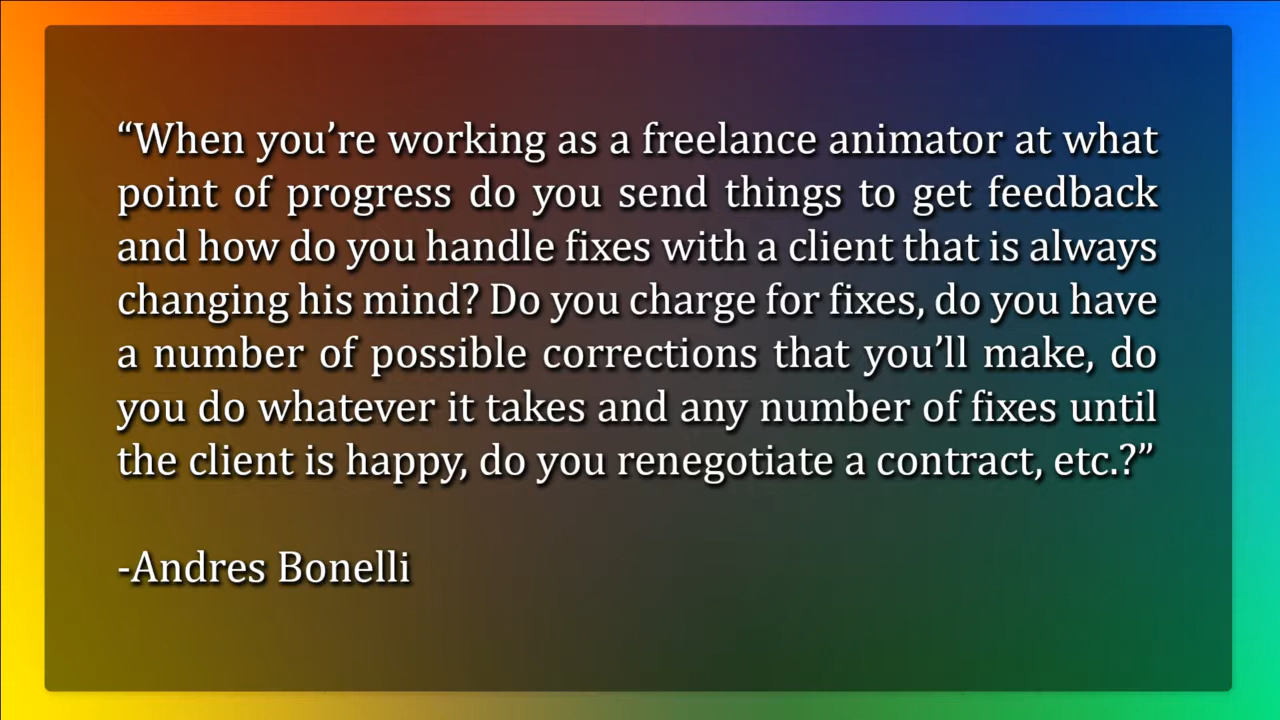 “When you’re working as a freelance animator at what
point of progress do you send things to get feedback
and how do you handle fixes with a client that is always
changing his mind? Do you charge for fixes, do you have
a number of possible corrections that you’ll make, do
you do whatever it takes and any number of fixes until
the client is happy, do you renegotiate a contract, etc.?”
-Andres Bonelli